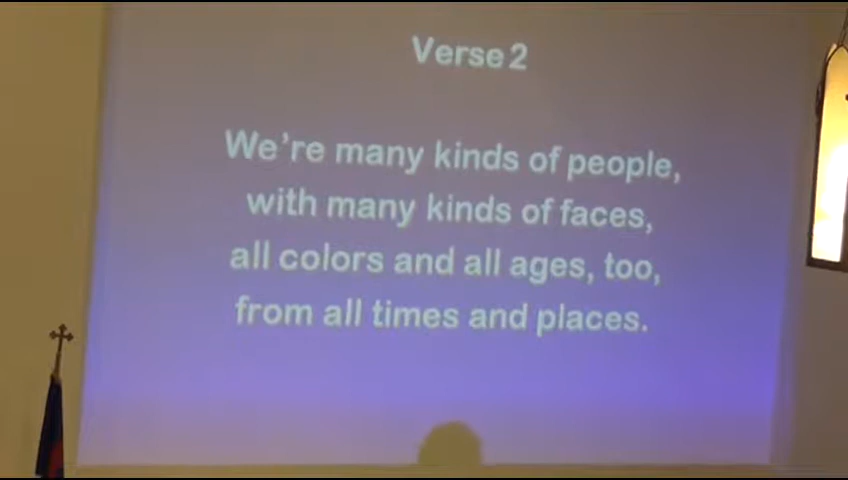 Verse 2
We're many kinds of people,
with many kinds of faces,
all colors and all ages, too,
from all times and places.